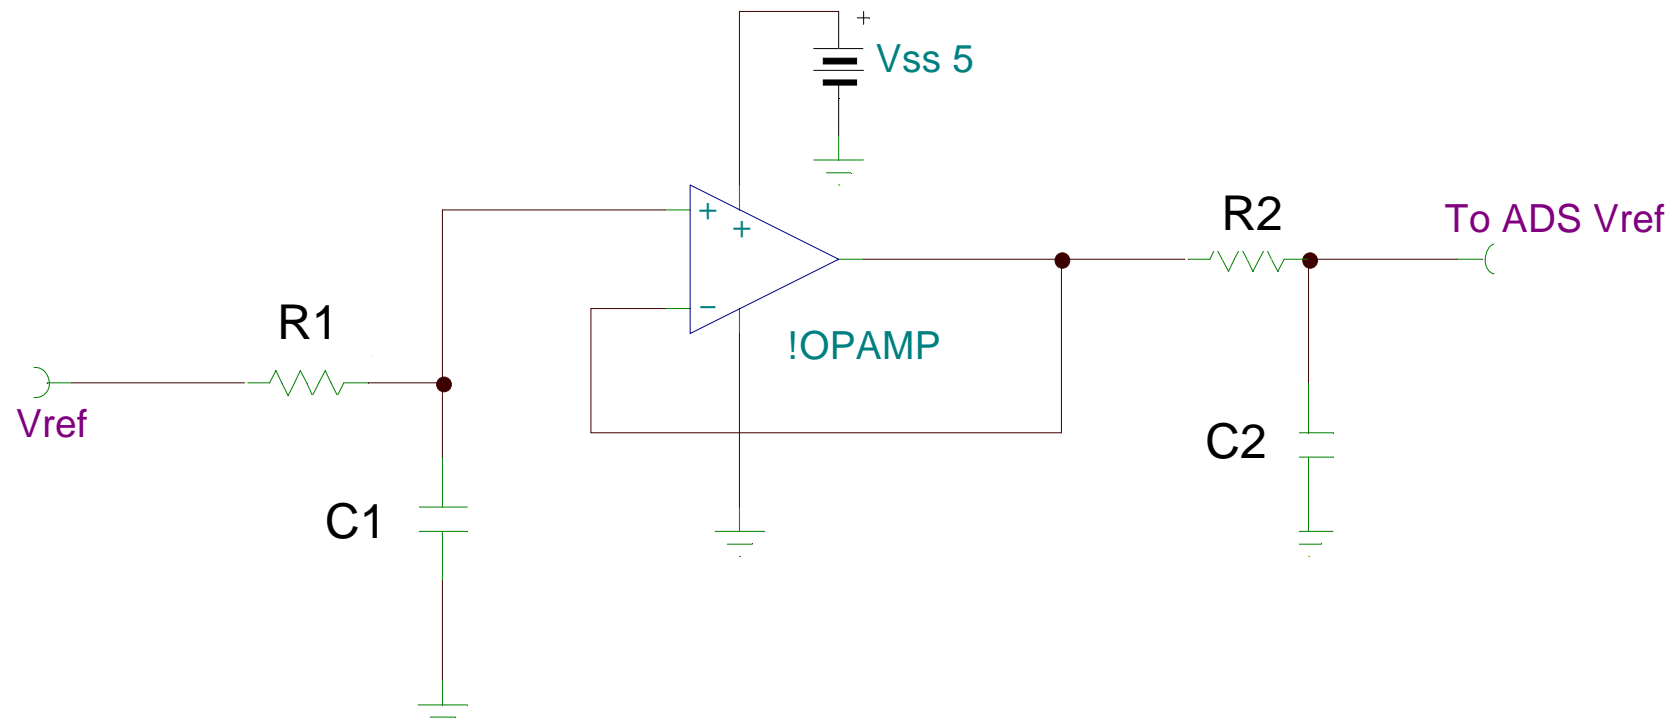 +
Vss 5
R2
To ADS Vref
+
+
R1
−
!OPAMP
Vref
C2
C1